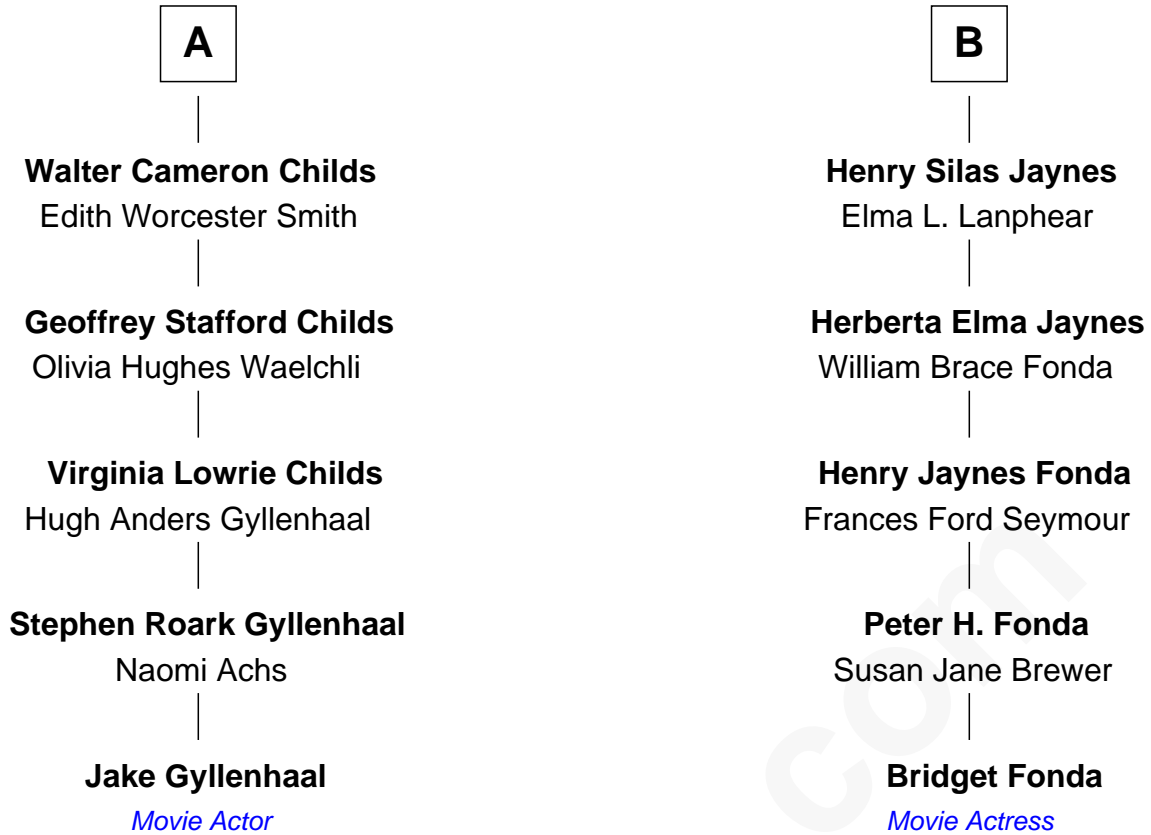 A
Walter Cameron Childs
Edith Worcester Smith
Geoffrey Stafford Childs
Olivia Hughes Waelchli
Virginia Lowrie Childs
Hugh Anders Gyllenhaal
Stephen Roark Gyllenhaal
Naomi Achs
Jake Gyllenhaal
Movie Actor
B
Henry Silas Jaynes
Elma L. Lanphear
Herberta Elma Jaynes
William Brace Fonda
Henry Jaynes Fonda
Frances Ford Seymour
Peter H. Fonda
Susan Jane Brewer
Bridget Fonda
Movie Actress
com